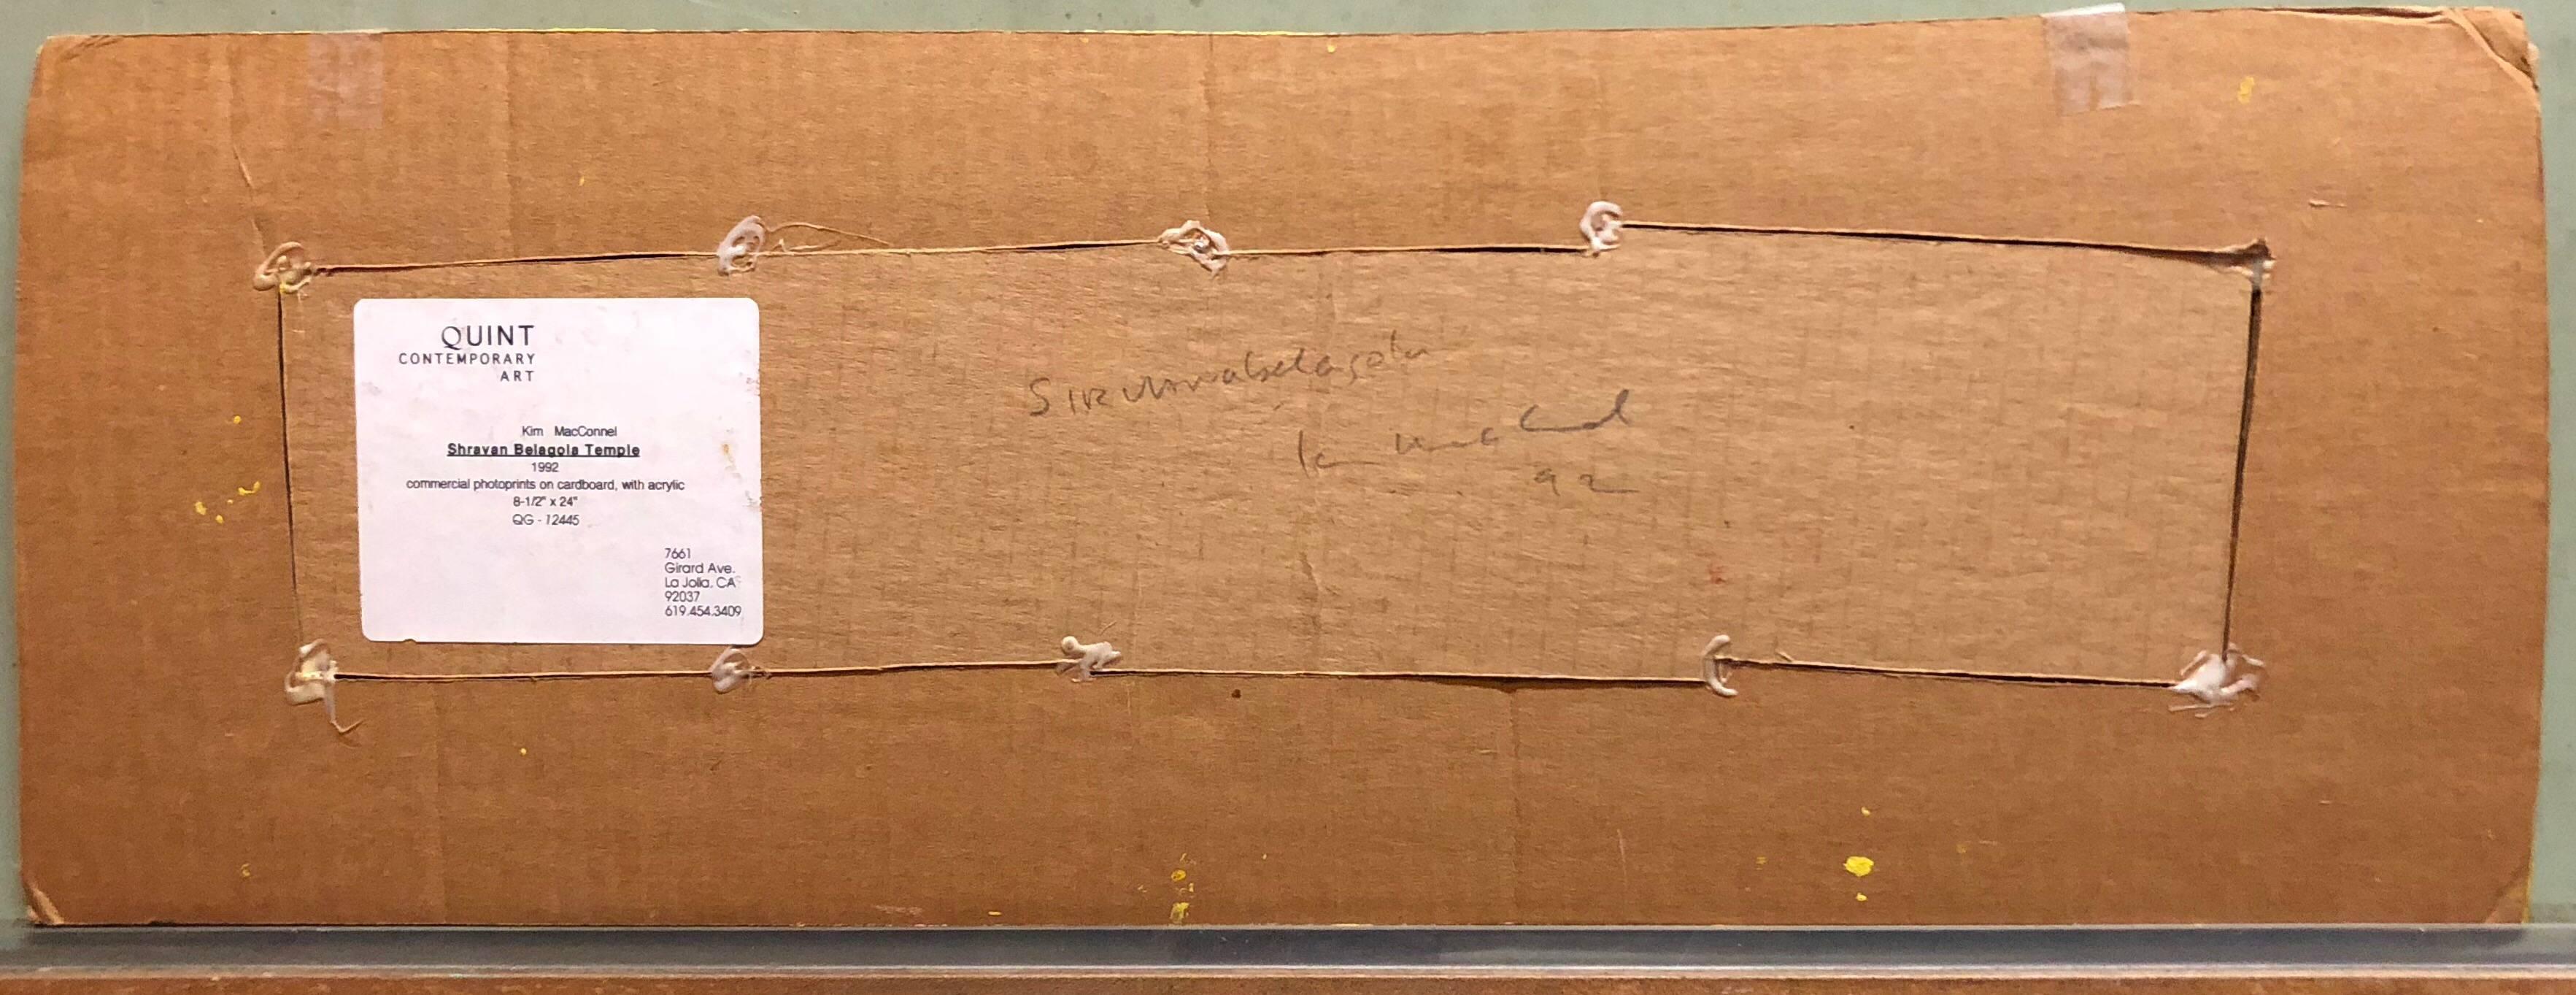 QUINT
CONTEMPORARY
ART
Kim MacConnel
Shravan Belagola Temple
1992
commercial photoprints on cardboard, with acrylic
8-1/2" x 24"
QG - 12445
7661
Girard Ave.
La Jolla, CA
92037
619.454.3409
92